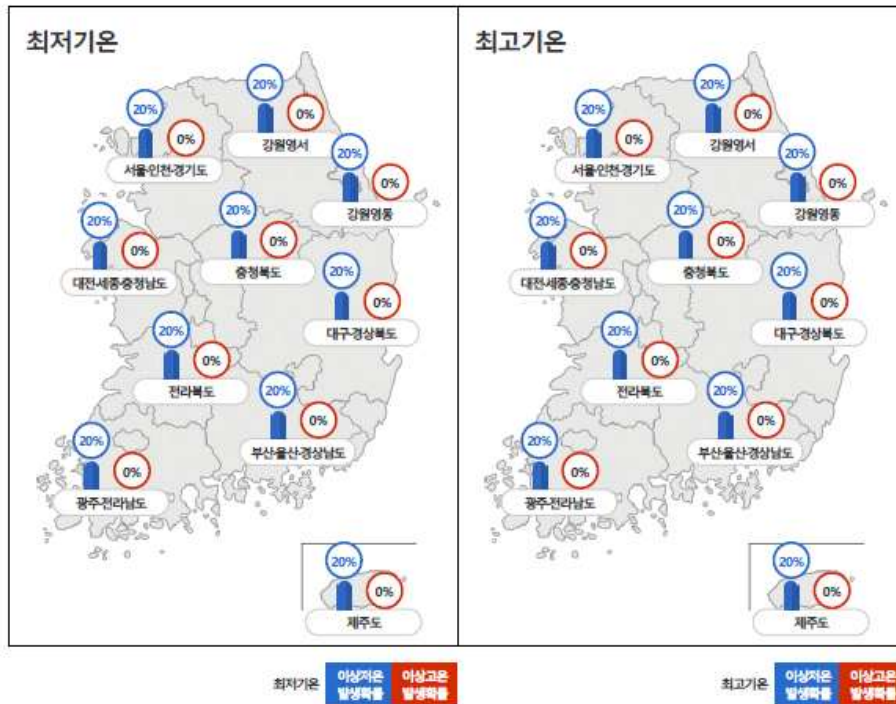 최저기온
20%
0%
강원영서
20%
0%
서울·인천·경기도
20%
0%
강원영동
20%
0%
대전·세종·충청남도
20%
0%
충청북도
20%
0%
대구·경상북도
20%
0%
전라북도
20%
0%
부산·울산·경상남도
20%
0%
광주·전라남도
20%
0%
제주도
최저기온
이상저온
발생확률
이상고온
발생확률
최고기온
20%
0%
강원영서
20%
0%
서울·인천·경기도
20%
0%
강원영동
20%
0%
대전·세종·충청남도
20%
0%
충청북도
20%
0%
대구·경상북도
20%
0%
전라북도
20%
0%
부산·울산·경상남도
20%
0%
광주·전라남도
20%
0%
제주도
최고기온
이상저온
발생확률
이상고온
발생확률